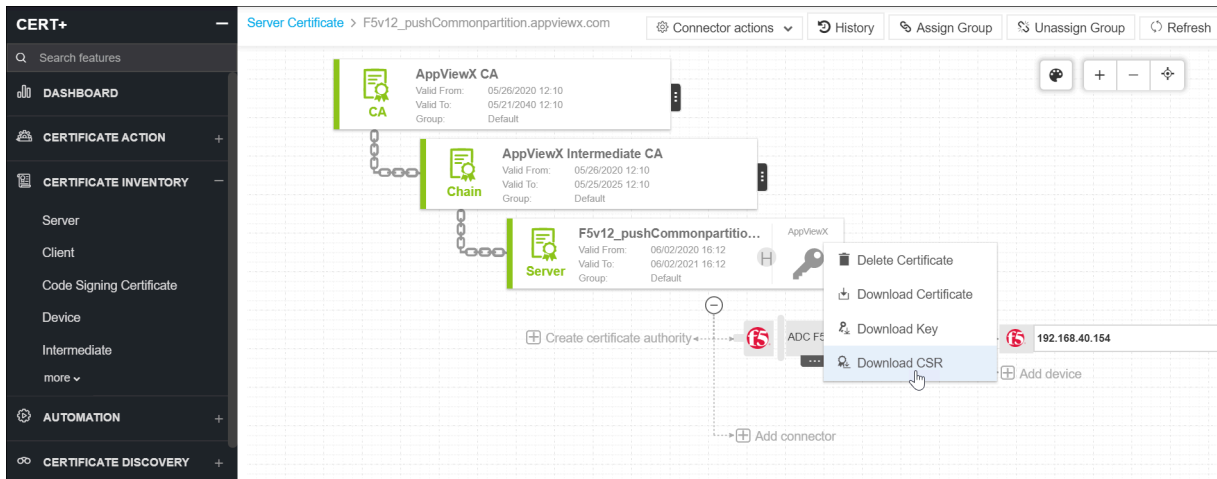 CERT+
Server Certificate > F5v12_pushCommonpartition.appviewx.com
Connector actions
History
Assign Group
Unassign Group
Refresh
Search features
DASHBOARD
CERTIFICATE ACTION
CERTIFICATE INVENTORY
Server
Client
Code Signing Certificate
Device
Intermediate
more
AUTOMATION
CERTIFICATE DISCOVERY
CA
AppViewX CA
Valid From: 05/26/2020 12:10
Valid To: 05/21/2040 12:10
Group: Default
Chain
AppViewX Intermediate CA
Valid From: 05/26/2020 12:10
Valid To: 05/25/2025 12:10
Group: Default
Server
F5v12_pushCommonpartitio...
Valid From: 06/02/2020 16:12
Valid To: 06/02/2021 16:12
Group: Default
H
AppViewX
Delete Certificate
Download Certificate
Download Key
Download CSR
Create certificate authority
f5
ADC F5
f5
192.168.40.154
Add device
Add connector